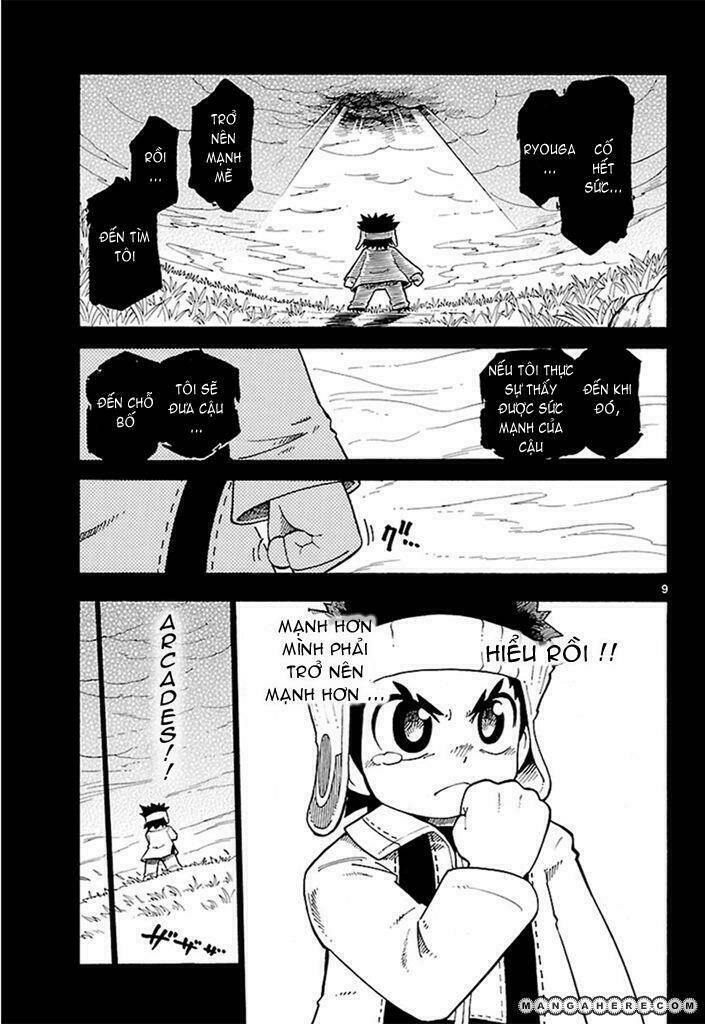 CỐ
HẾT
SỨC...
RYOUGA
...
TRỞ
NÊN
MẠNH
MẼ
RỒI
...
ĐẾN TÌM
TÔI
ĐẾN KHI
ĐÓ,
NẾU TÔI THỰC
SỰ THẤY
ĐƯỢC SỨC
MẠNH CỦA
CẬU
TÔI SẼ
ĐƯA CẬU
...
ĐẾN CHỖ
BỐ
グ"...
9
HIỂU RỒI !!
MẠNH HƠN
MÌNH PHẢI
TRỞ NÊN
MẠNH HƠN ...
ARCADES!!
ザザザ...
MANGAHERE.COM